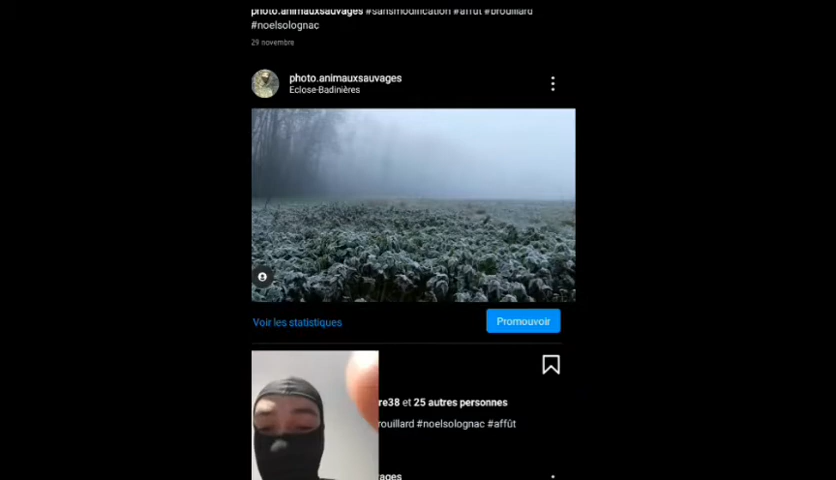 photo.animauxsauvages #sansmodification #affut #brouillard
#noelsolognac
29 novembre
photo.animauxsauvages
Eclose-Badinières
Voir les statistiques
Promouvoir
re38 et 25 autres personnes
rouillard #noelsolognac #affût
ages